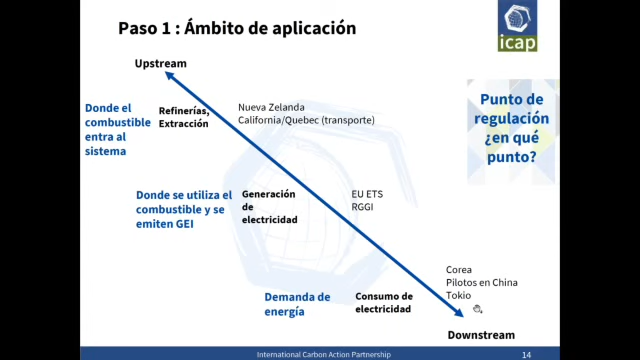 Paso 1 : Ámbito de aplicación
icap
Upstream
Donde el
combustible
entra al
sistema
Refinerías,
Extracción
Nueva Zelanda
California/Quebec (transporte)
Punto de
regulación
¿en qué
punto?
Donde se utiliza el
combustible y se
emiten GEI
Generación
de
electricidad
EU ETS
RGGI
Demanda de
energía
Consumo de
electricidad
Corea
Pilotos en China
Tokio
Downstream
International Carbon Action Partnership
14